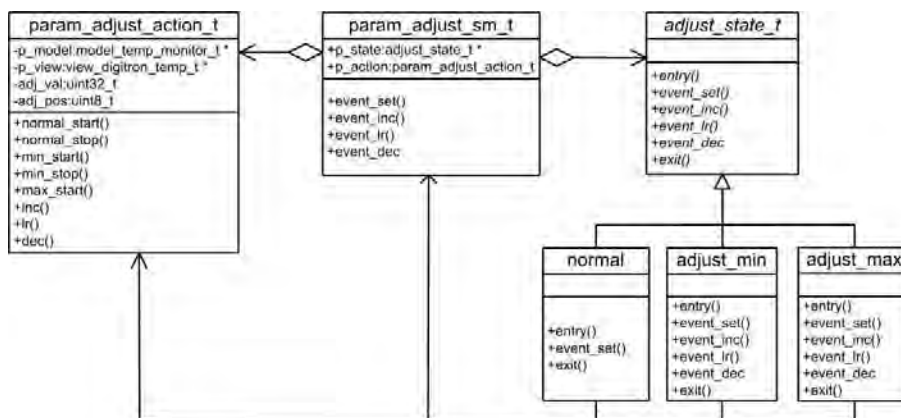 param_adjust_action_t
-p_model:model_temp_monitor_t *
-p_view:view_digitron_temp_t *
-adj_val:uint32_t
-adj_pos:uint8_t
+normal_start()
+normal_stop()
+min_start()
+min_stop()
+max_start()
+inc()
+lr()
+dec()
param_adjust_sm_t
+p_state:adjust_state_t *
+p_action:param_adjust_action_t
+event_set()
+event_inc()
+event_lr()
+event_dec
adjust_state_t
+entry()
+event_set()
+event_inc()
+event_lr()
+event_dec
+exit()
normal
+entry()
+event_set()
+exit()
adjust_min
+entry()
+event_set()
+event_inc()
+event_lr()
+event_dec
+exit()
adjust_max
+entry()
+event_set()
+event_inc()
+event_lr()
+event_dec
+exit()